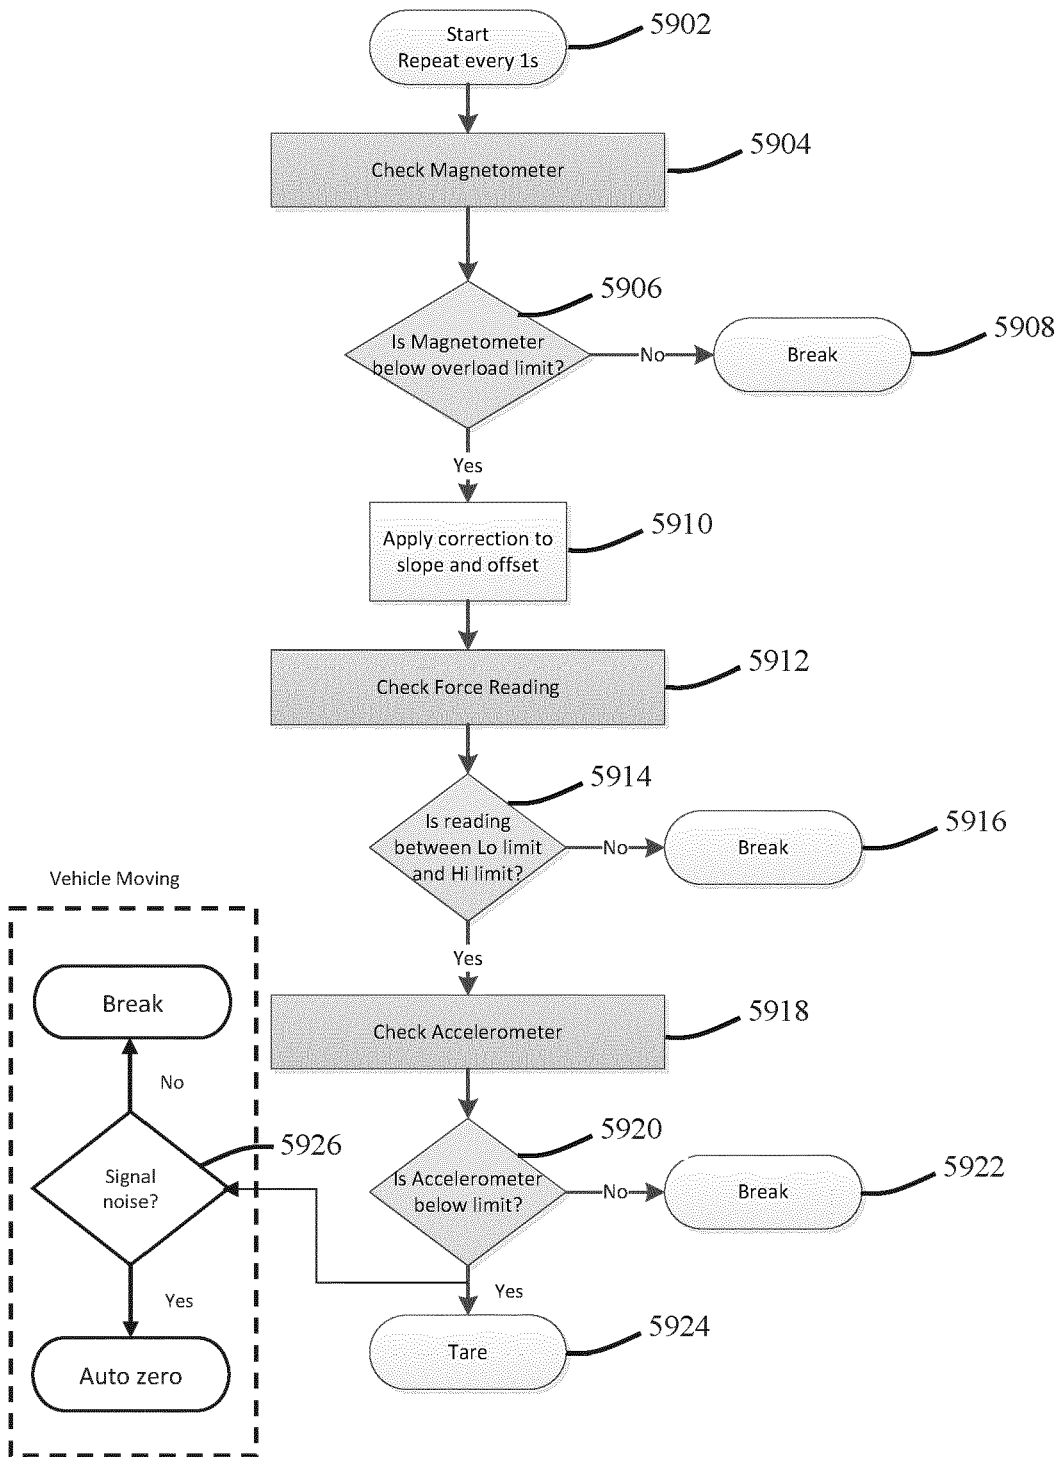 Start
Repeat every 1s
5902
Check Magnetometer
5904
Is Magnetometer
below overload limit?
5906
No
Break
5908
Yes
Apply correction to
slope and offset
5910
Check Force Reading
5912
Is reading
between Lo limit
and Hi limit?
5914
No
Break
5916
Yes
Check Accelerometer
5918
Is Accelerometer
below limit?
5920
No
Break
5922
Yes
Tare
5924
Vehicle Moving
Break
No
Signal
noise?
5926
Yes
Auto zero